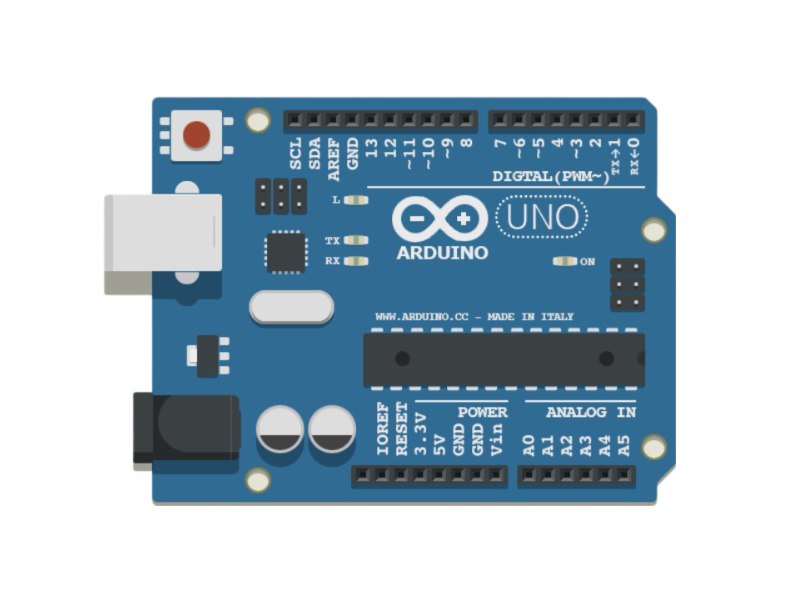 SCL
SDA
AREF
GND
13
12
~11
~10
~9
8
7
~6
~5
4
~3
2
TX→1
RX←0
DIGTAL(PWM~)
L
TX
RX
ARDUINO
UNO
ON
WWW.ARDUINO.CC - MADE IN ITALY
POWER
ANALOG IN
IOREF
RESET
3.3V
5V
GND
GND
Vin
A0
A1
A2
A3
A4
A5